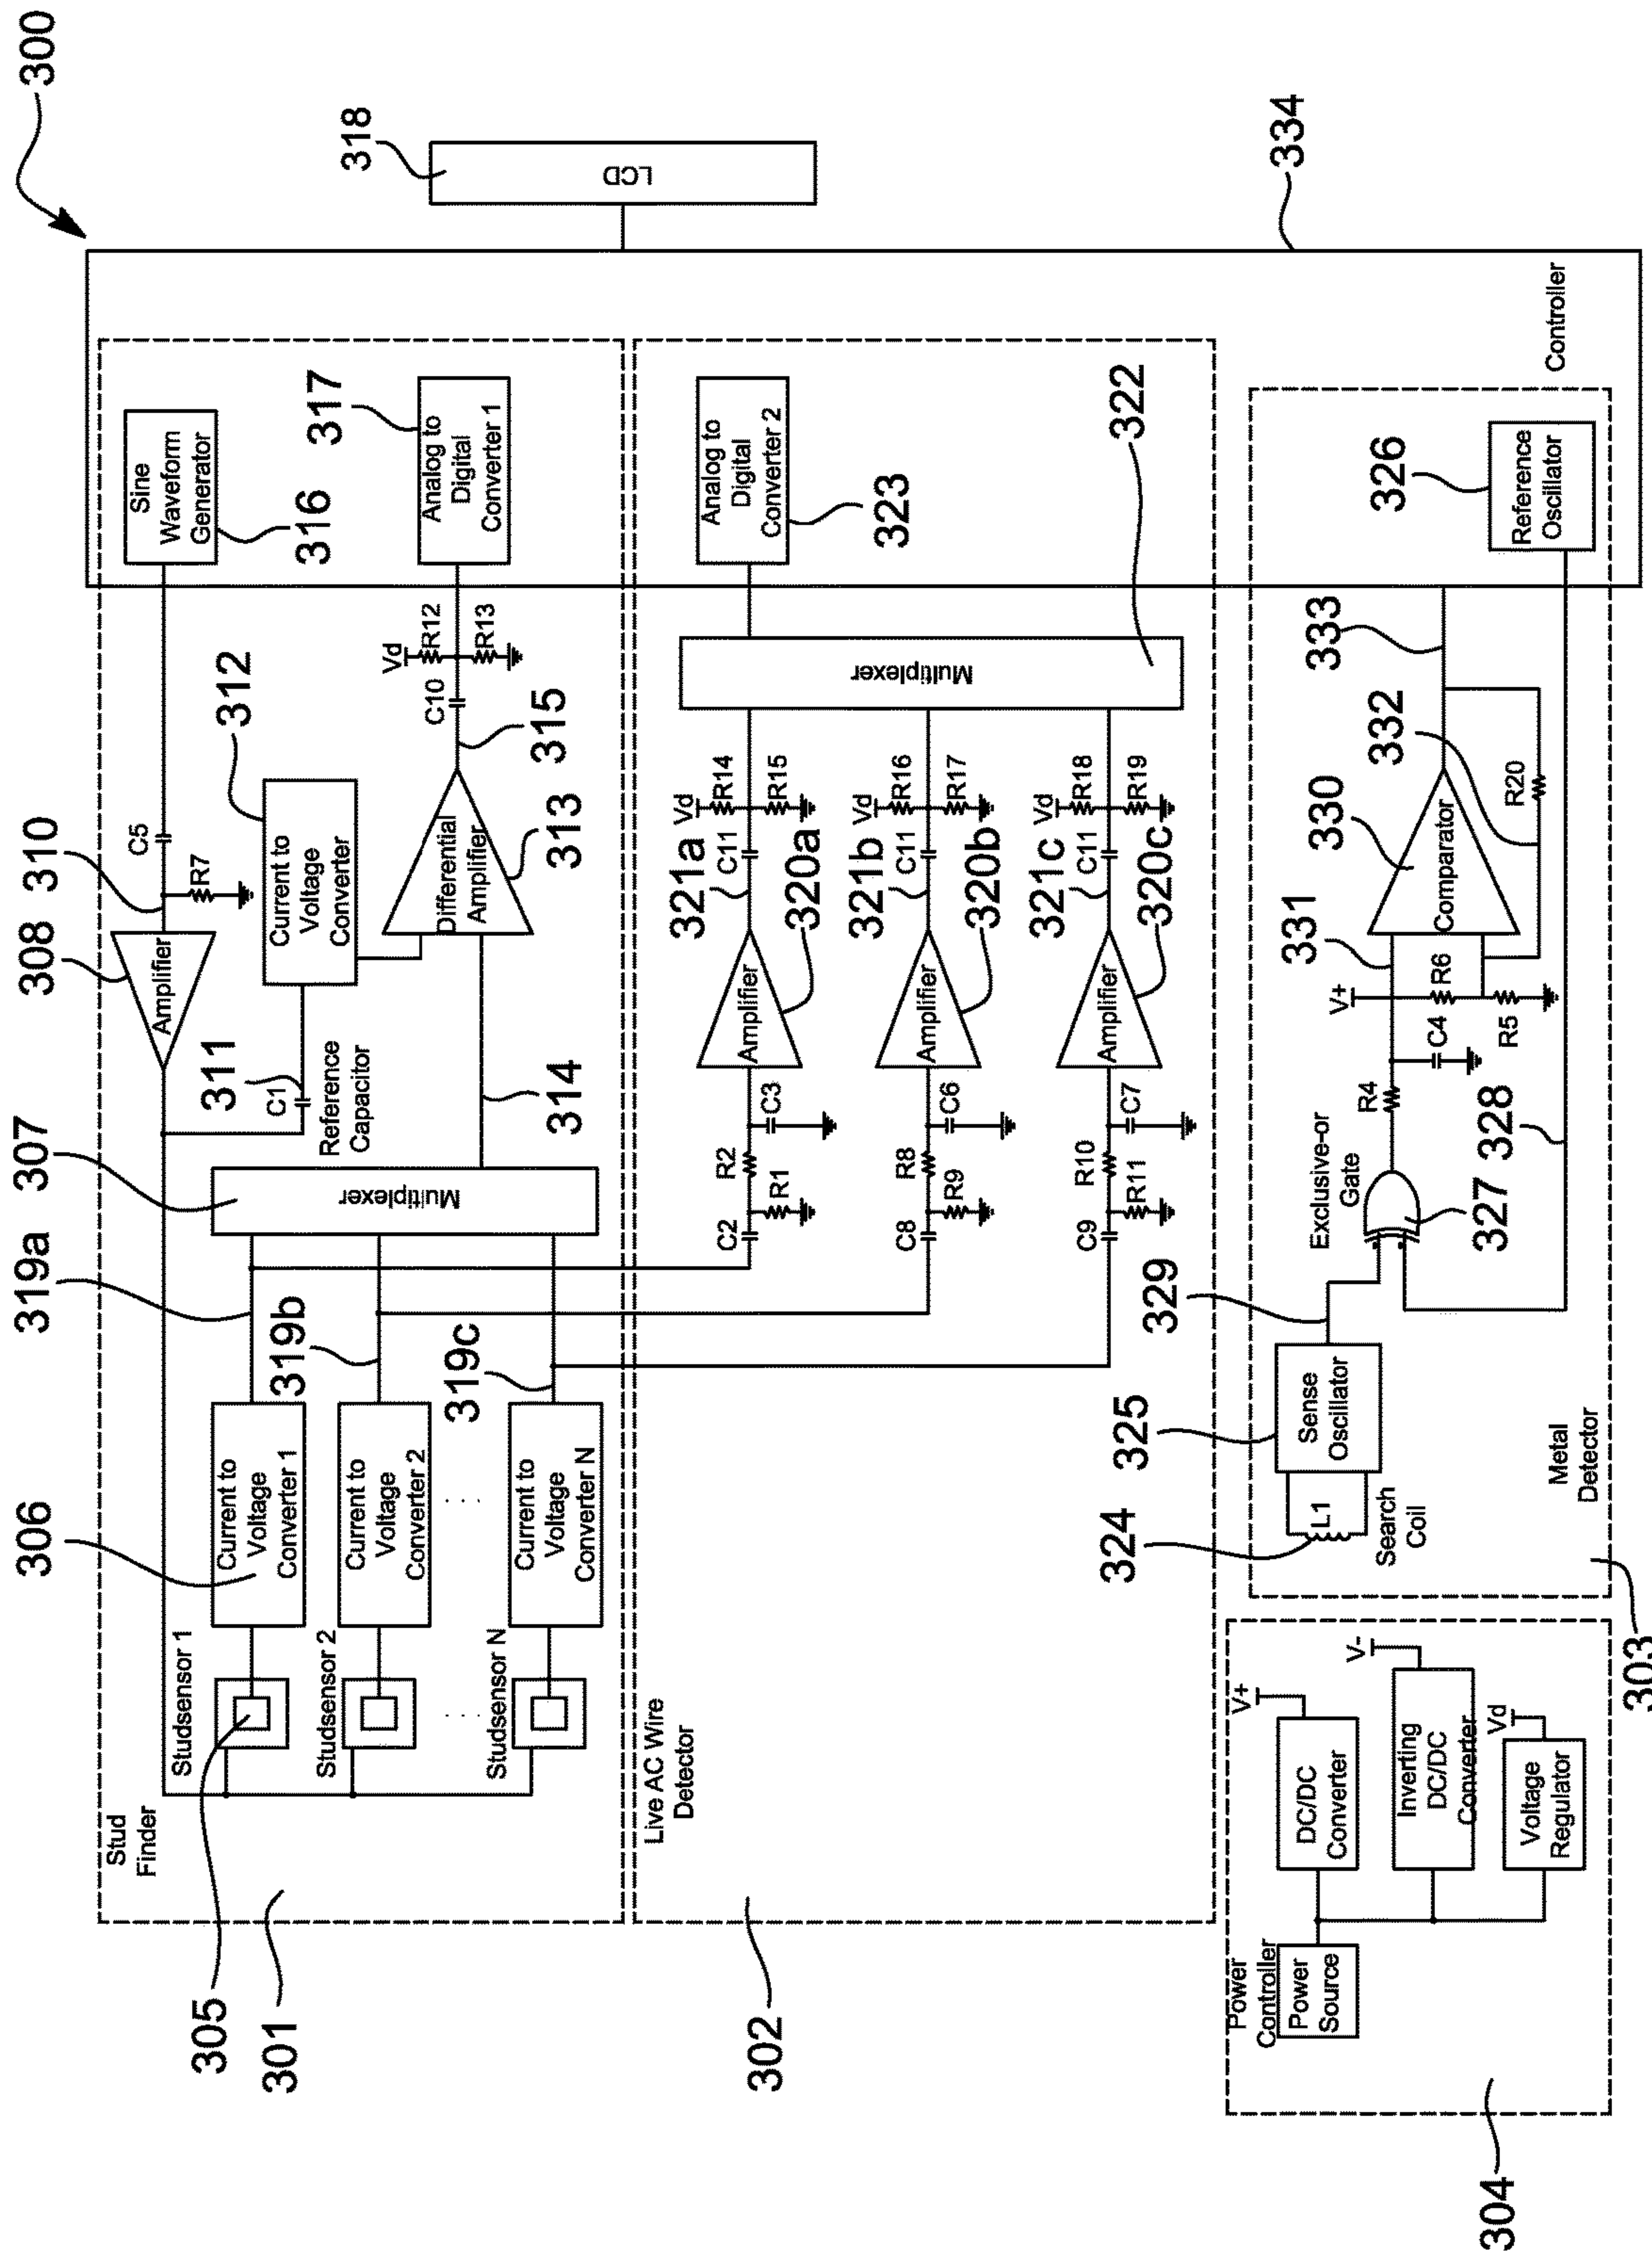 300
318
LCD
334
Controller
Sine
Waveform
Generator
316
317
Analog to
Digital
Converter 1
Analog to
Digital
Converter 2
323
322
326
Reference
Oscillator
310
C5
R7
308
Amplifier
312
Current to
Voltage
Converter
311
C1
Reference
Capacitor
Differential
Amplifier
313
314
315
C10
Vd
R12
R13
307
Multiplexer
319a
319b
319c
306
Current to
Voltage
Converter 1
Current to
Voltage
Converter 2
. . .
. . .
Current to
Voltage
Converter N
Studsensor 1
Studsensor 2
Studsensor N
Stud
Finder
305
301
Live AC Wire
Detector
302
C2
R1
R2
C3
Amplifier
320a
321a
C11
Vd
R14
R15
C8
R9
R8
C6
Amplifier
320b
321b
C11
Vd
R16
R17
C9
R11
R10
C7
Amplifier
320c
321c
C11
Vd
R18
R19
Multiplexer
Metal
Detector
303
324
L1
Search
Coil
325
Sense
Oscillator
329
Exclusive-or
Gate
327
328
R4
C4
V+
R6
R5
331
330
Comparator
332
333
R20
Power
Controller
Power
Source
DC/DC
Converter
V+
Inverting
DC/DC
Converter
V-
Voltage
Regulator
Vd
304